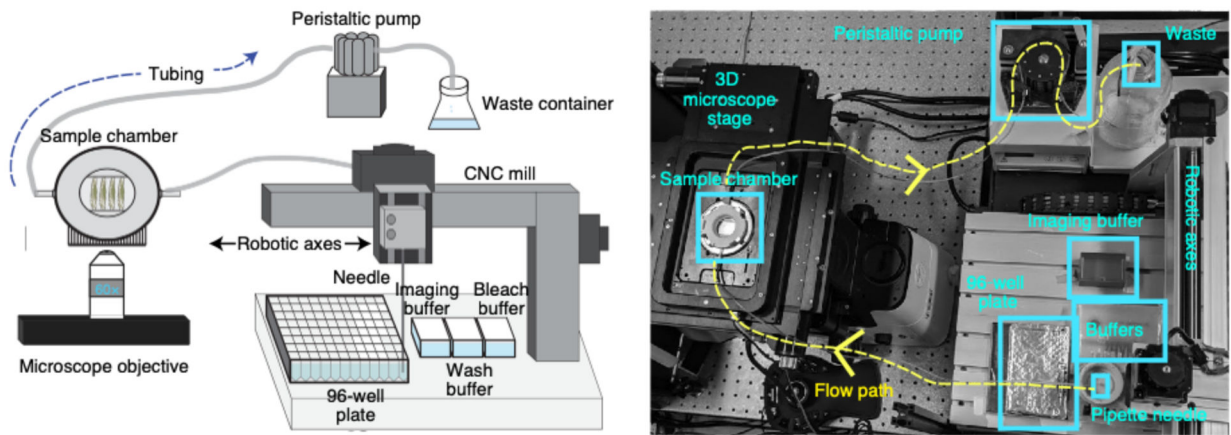 Peristaltic
pump
Tubing
Waste container
Sample chamber
CNC mill
Robotic axes
Needle
60x
Imaging
buffer
Bleach
buffer
Microscope objective
Wash
buffer
96-well
plate
Peristaltic pump
Waste
3D
microscope
stage
Sample chamber
Robotic axes
Imaging buffer
96-well
plate
Buffers
Flow path
Pipette needle